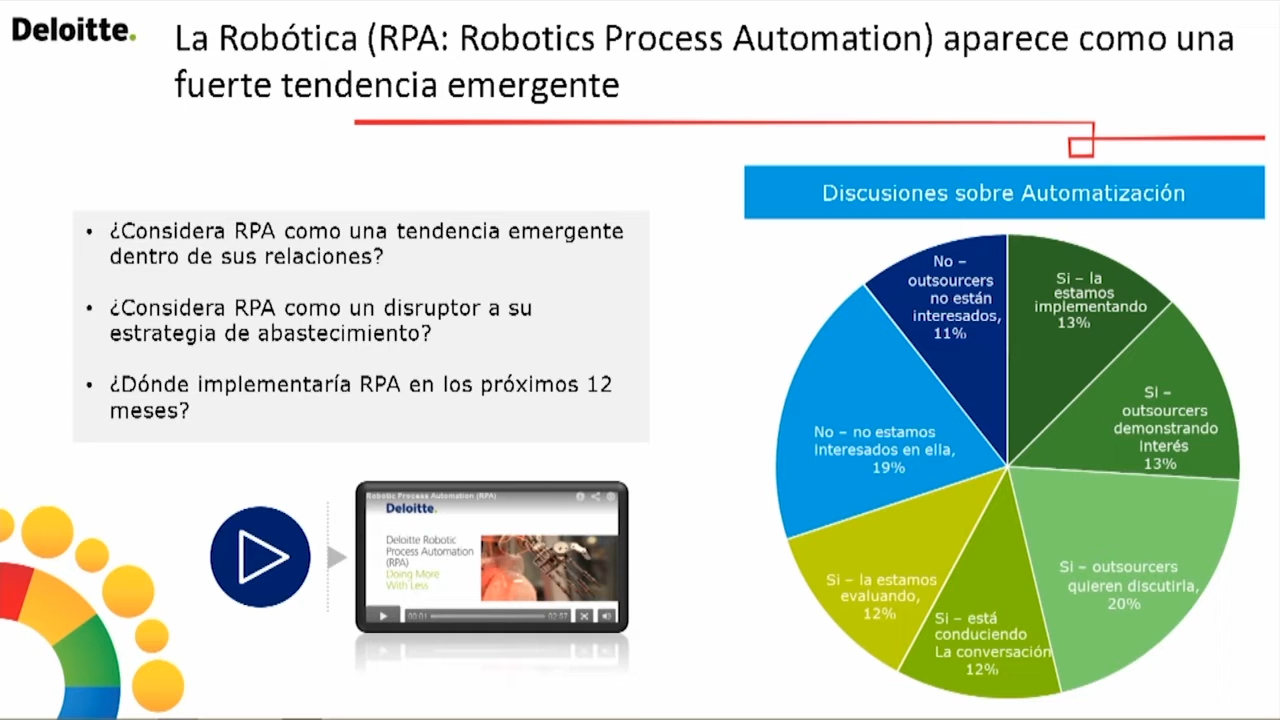 Deloitte.
La Robótica (RPA: Robotics Process Automation) aparece como una
fuerte tendencia emergente
Discusiones sobre Automatización
• ¿Considera RPA como una tendencia emergente
dentro de sus relaciones?
• ¿Considera RPA como un disruptor a su
estrategia de abastecimiento?
• ¿Dónde implementaría RPA en los próximos 12
meses?
Robotic Process Automation (RPA)
Deloitte.
Deloitte Robotic
Process Automation
(RPA)
Doing More
With Less
00:01
02:07
No –
outsourcers
no están
interesados,
11%
Si – la
estamos
implementando
13%
Si –
outsourcers
demonstrando
Interés
13%
No – no estamos
Interesados en ella,
19%
Si – outsourcers
quieren discutirla,
20%
Si – la estamos
evaluando,
12%
Si – está
conduciendo
La conversación
12%